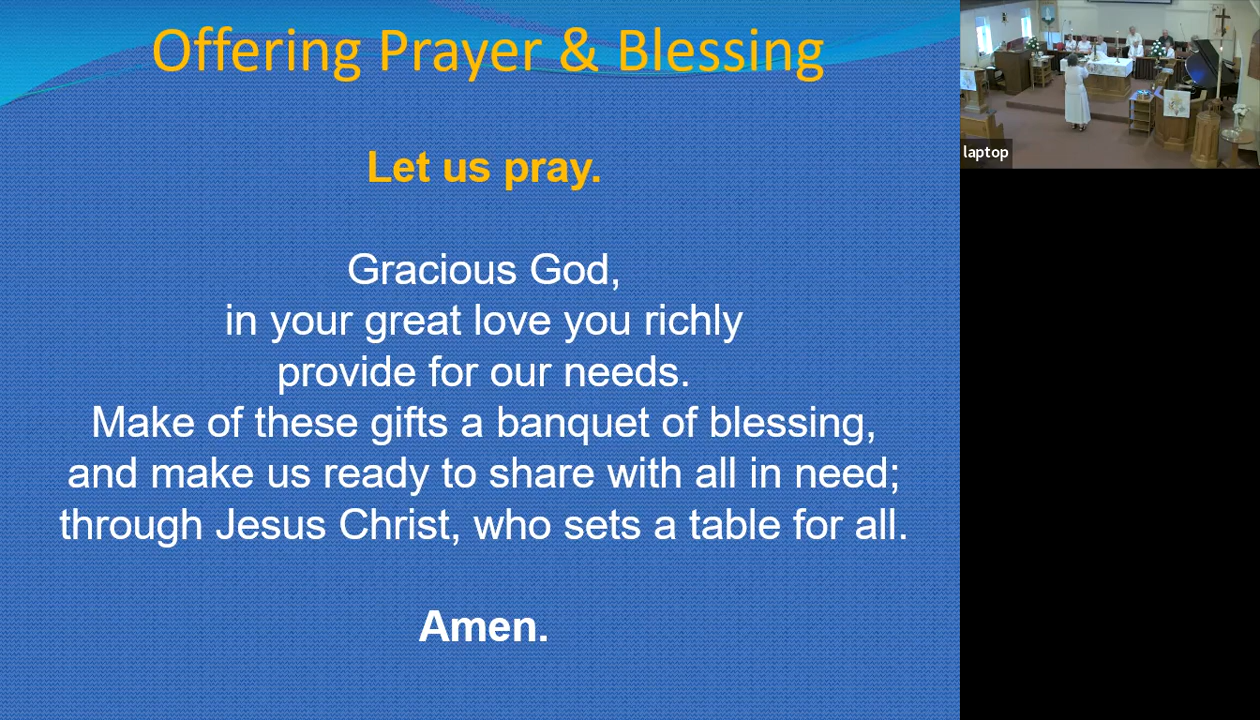 Offering Prayer & Blessing
Let us pray.
Gracious God,
in your great love you richly
provide for our needs.
Make of these gifts a banquet of blessing,
and make us ready to share with all in need;
through Jesus Christ, who sets a table for all.
Amen.
laptop